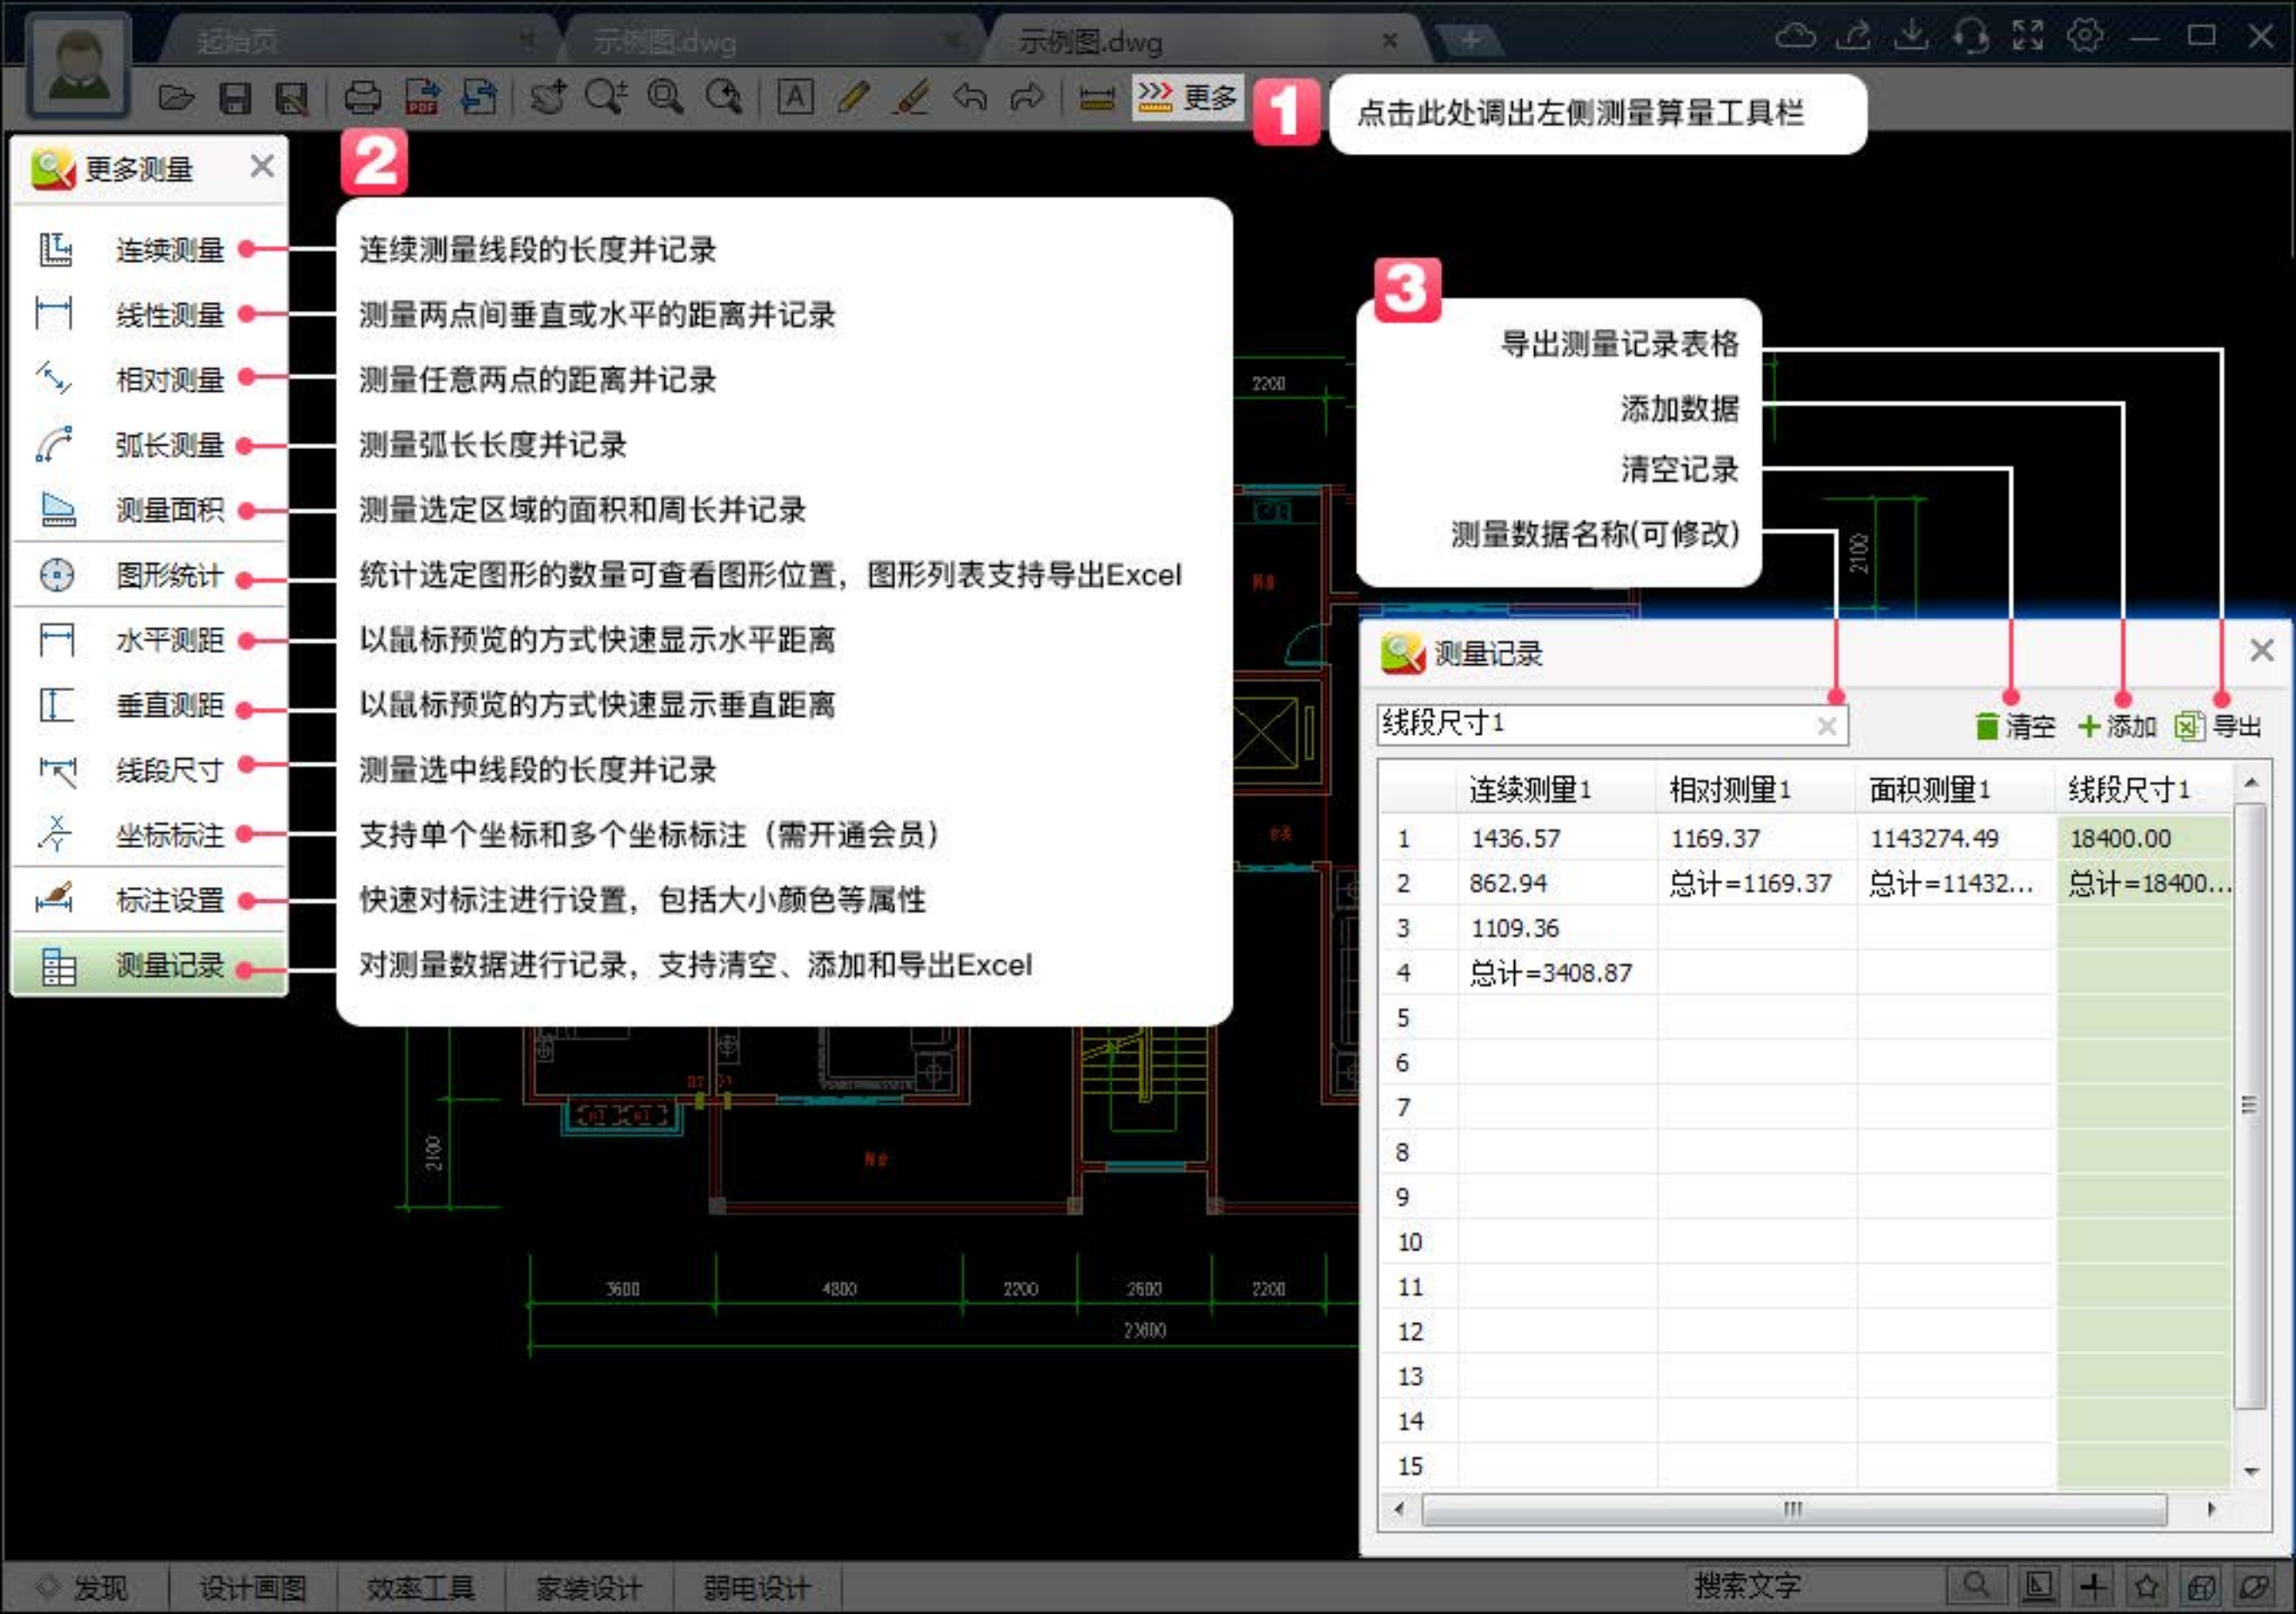 起始页
示例图.dwg
示例图.dwg
PDF
A
更多
1
点击此处调出左侧测量算量工具栏
更多测量
2
连续测量
连续测量线段的长度并记录
线性测量
测量两点间垂直或水平的距离并记录
相对测量
测量任意两点的距离并记录
弧长测量
测量弧长长度并记录
测量面积
测量选定区域的面积和周长并记录
图形统计
统计选定图形的数量可查看图形位置，图形列表支持导出Excel
水平测距
以鼠标预览的方式快速显示水平距离
垂直测距
以鼠标预览的方式快速显示垂直距离
线段尺寸
测量选中线段的长度并记录
坐标标注
支持单个坐标和多个坐标标注（需开通会员）
标注设置
快速对标注进行设置，包括大小颜色等属性
测量记录
对测量数据进行记录，支持清空、添加和导出Excel
3
导出测量记录表格
添加数据
清空记录
测量数据名称(可修改)
2200
2100
测量记录
线段尺寸1
清空 添加 导出
连续测量1 相对测量1 面积测量1 线段尺寸1
1 1436.57 1169.37 1143274.49 18400.00
2 862.94 总计=1169.37 总计=11432... 总计=18400...
3 1109.36
4 总计=3408.87
5
6
7
8
9
10
11
12
13
14
15
2100
3600 4800 2200 2600 2200
23600
发现 设计画图 效率工具 家装设计 弱电设计
搜索文字